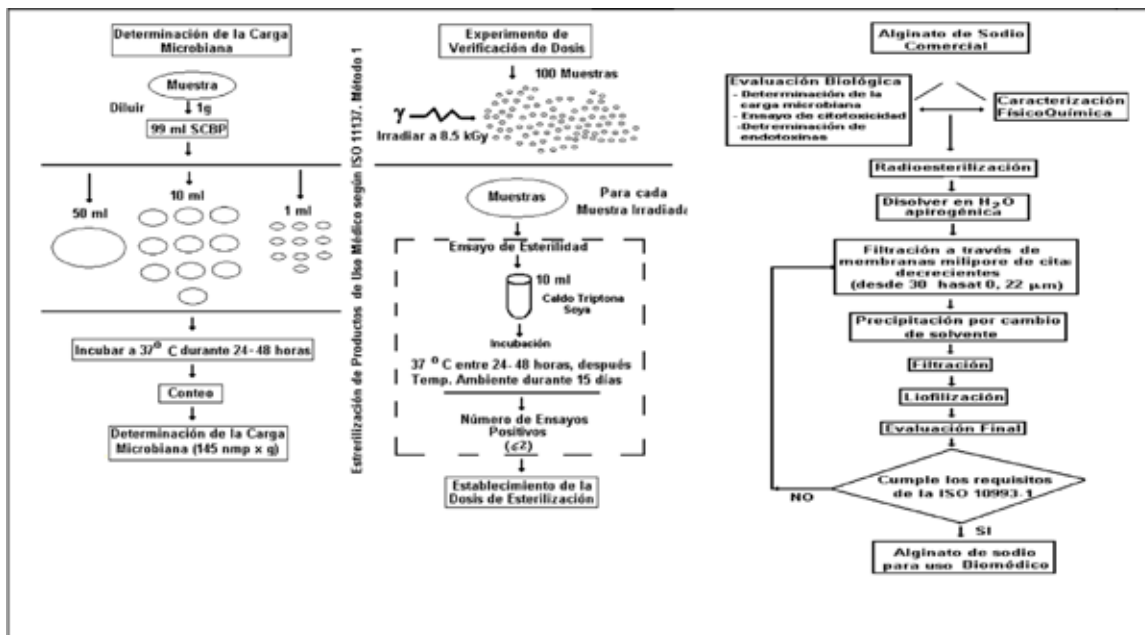 Determinación de la Carga
Microbiana
Muestra
Diluir
1g
99 ml SCBP
50 ml
10 ml
1 ml
Incubar a 37⁰ C durante 24-48 horas
Conteo
Determinación de la Carga
Microbiana (145 nmp x g)
Estrerilización de Productos de Uso Médico según ISO 11137. Método 1
Experimento de
Verificación de Dosis
100 Muestras
γ
Irradiar a 8.5 kGy
Muestras
Para cada
Muestra Irradiada
Ensayo de Esterilidad
10 ml
Caldo Triptona
Soya
Incubación
37 ⁰ C entre 24-48 horas, después
Temp. Ambiente durante 15 días
Número de Ensayos
Positivos
(≤2)
Establecimiento de la
Dosis de Esterilización
Alginato de Sodio
Comercial
Evaluación Biológica
- Determinación de la
carga microbiana
- Ensayo de citotoxicidad
-Detrminación de
endotoxinas
Caracterización
FísicoQuímica
Radioesterilización
Disolver en H₂O
apirogénica
Filtración a través de
membranas milipore de citas
decrecientes
(desde 30 hasat 0, 22 μm)
Precipitación por cambio
de solvente
Filtración
Liofilización
Evaluación Final
Cumple los requisitos
de la ISO 10993-1
NO
SI
Alginato de sodio
para uso Biomédico